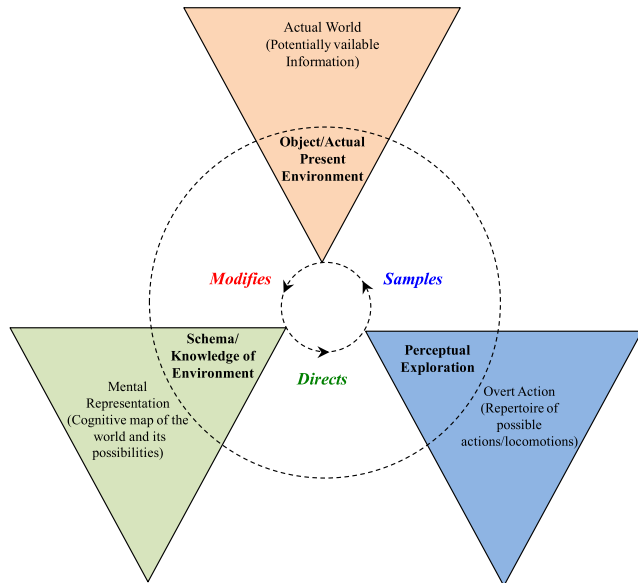 Actual World
(Potentially vailable
Information)
Object/Actual
Present
Environment
Modifies
Samples
Directs
Schema/
Knowledge of
Environment
Mental
Representation
(Cognitive map of the
world and its
possibilities)
Perceptual
Exploration
Overt Action
(Repertoire of
possible
actions/locomotions)